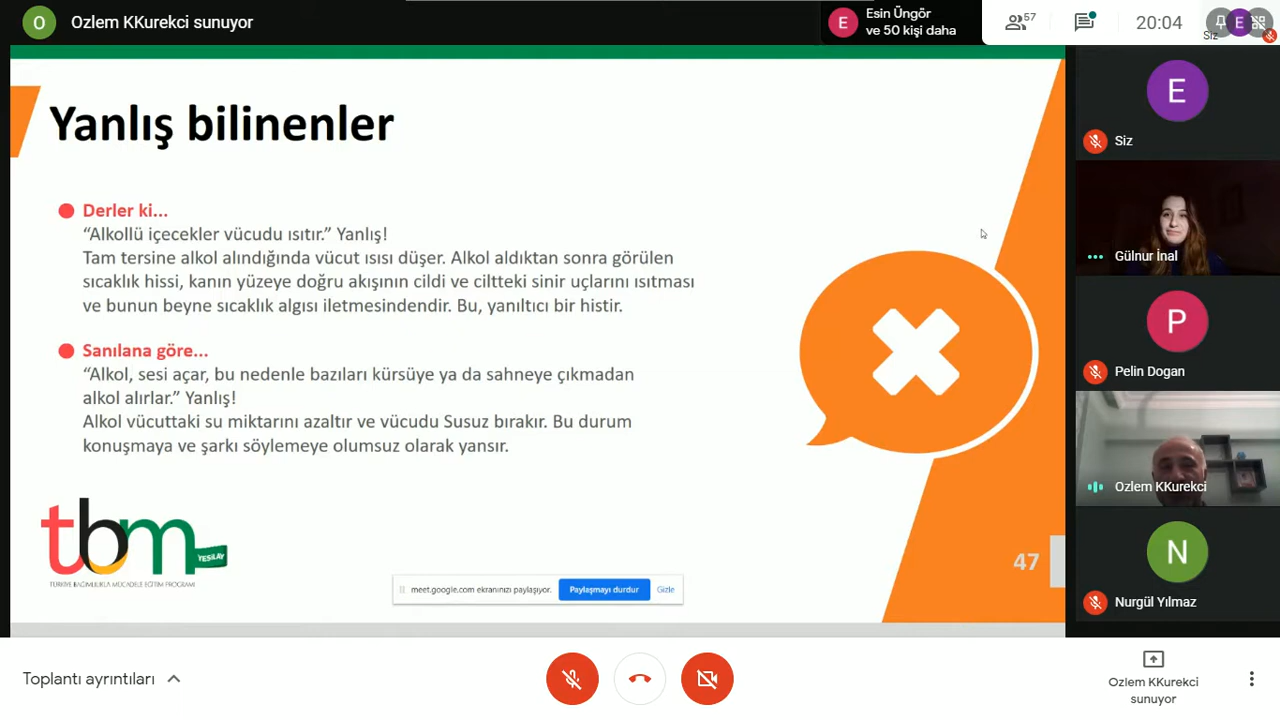 O
Ozlem KKurekci sunuyor
E
Esin Üngör
ve 50 kişi daha
57
20:04
E
Siz
Yanlış bilinenler
Derler ki...
“Alkollü içecekler vücudu ısıtır.” Yanlış!
Tam tersine alkol alındığında vücut ısısı düşer. Alkol aldıktan sonra görülen
sıcaklık hissi, kanın yüzeye doğru akışının cildi ve ciltteki sinir uçlarını ısıtması
ve bunun beyne sıcaklık algısı iletmesindendir. Bu, yanıltıcı bir histir.
Sanılana göre...
“Alkol, sesi açar, bu nedenle bazıları kürsüye ya da sahneye çıkmadan
alkol alırlar.” Yanlış!
Alkol vücuttaki su miktarını azaltır ve vücudu Susuz bırakır. Bu durum
konuşmaya ve şarkı söylemeye olumsuz olarak yansır.
tbm
YEŞİLAY
TÜRKİYE BAĞIMLILIKLA MÜCADELE EĞİTİM PROGRAMI
47
meet.google.com ekranınızı paylaşıyor.
Paylaşmayı durdur
Gizle
E
Siz
Gülnur İnal
P
Pelin Dogan
Ozlem KKurekci
N
Nurgül Yılmaz
Toplantı ayrıntıları
Ozlem KKurekci
sunuyor